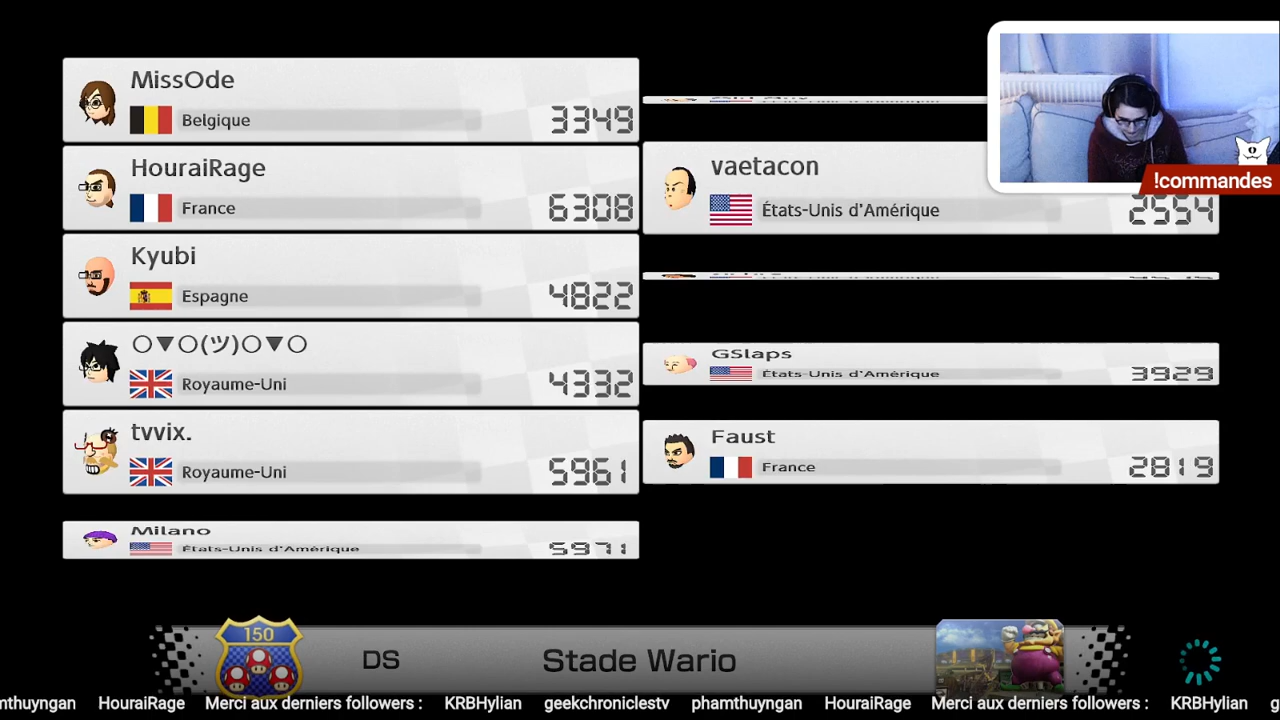 MissOde
Belgique
3349
HouraiRage
France
6308
Kyubi
Espagne
4822
○▼○(ツ)○▼○
Royaume-Uni
4332
tvvix.
Royaume-Uni
5961
Milano
États-Unis d'Amérique
5971
vaetacon
États-Unis d'Amérique
2554
GSlaps
États-Unis d'Amérique
3929
Faust
France
2819
!commandes
150
DS
Stade Wario
amthuyngan HouraiRage Merci aux derniers followers : KRBHylian geekchroniclestv phamthuyngan HouraiRage Merci aux derniers followers : KRBHylian g